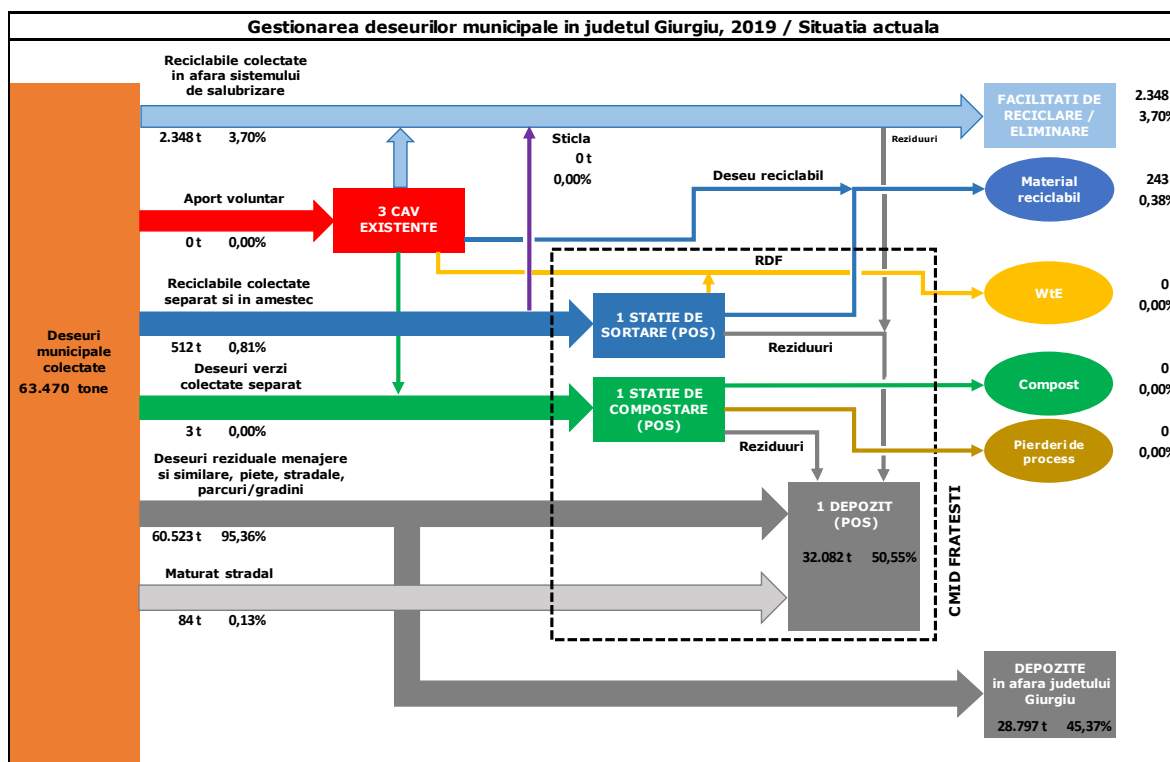 Gestionarea deseurilor municipale in judetul Giurgiu, 2019 / Situatia actuala
Reciclabile colectate
in afara sistemului
de salubrizare
2.348 t 3,70%
FACILITATI DE
RECICLARE /
ELIMINARE
2.348
3,70%
Sticla
0 t
0,00%
Reziduuri
Deseu reciclabil
Material
reciclabil
243
0,38%
Aport voluntar
0 t 0,00%
3 CAV
EXISTENTE
RDF
Reciclabile colectate
separat si in amestec
512 t 0,81%
1 STATIE DE
SORTARE (POS)
Reziduuri
WtE
0
0,00%
Deseuri
municipale
colectate
63.470 tone
Deseuri verzi
colectate separat
3 t 0,00%
1 STATIE DE
COMPOSTARE
(POS)
Reziduuri
Compost
0
0,00%
Pierderi de
process
0
0,00%
Deseuri reziduale menajere
si similare, piete, stradale,
parcuri/gradini
60.523 t 95,36%
1 DEPOZIT
(POS)
32.082 t 50,55%
CMID FRATESTI
Maturat stradal
84 t 0,13%
DEPOZITE
in afara judetului
Giurgiu
28.797 t 45,37%